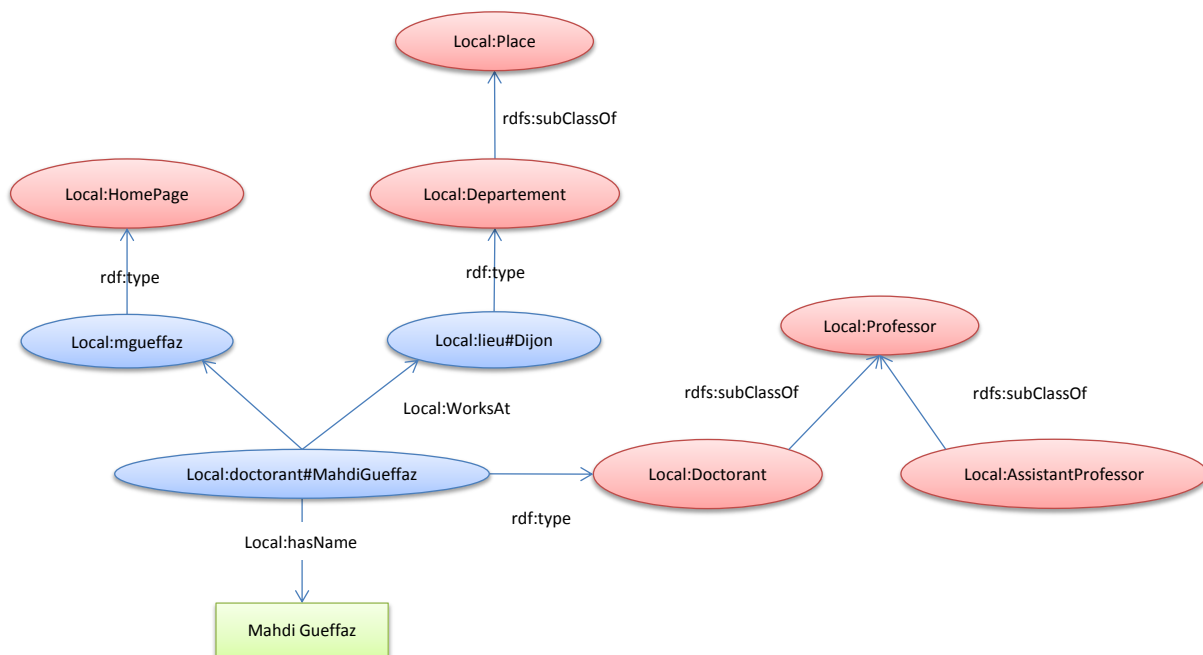 Local:Place
rdfs:subClassOf
Local:HomePage
Local:Departement
rdf:type
rdf:type
Local:mgueffaz
Local:lieu#Dijon
Local:Professor
rdfs:subClassOf
rdfs:subClassOf
Local:WorksAt
Local:doctorant#MahdiGueffaz
Local:Doctorant
Local:AssistantProfessor
rdf:type
Local:hasName
Mahdi Gueffaz